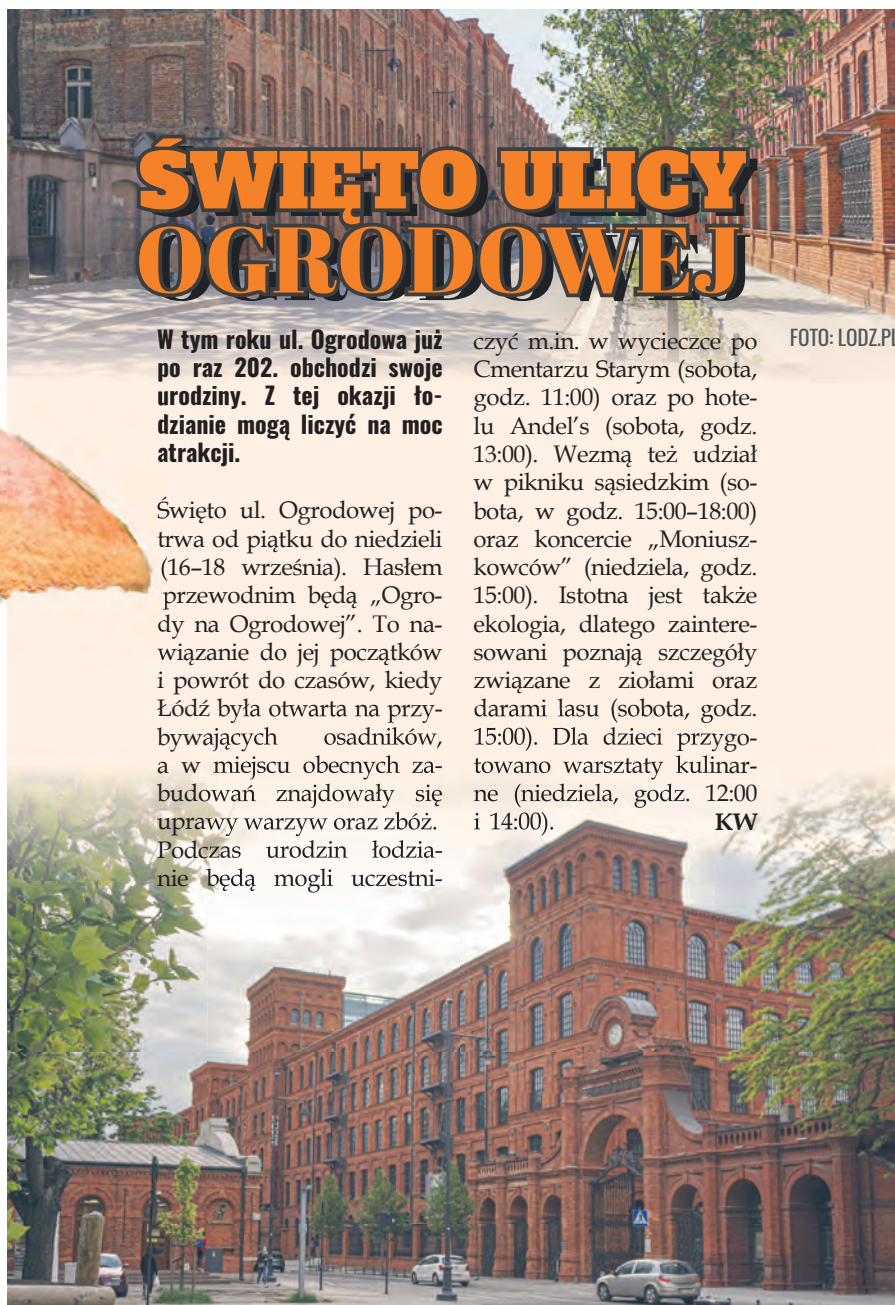 ŚWIĘTO ULICY
OGRODOWEJ
W tym roku ul. Ogrodowa już
po raz 202. obchodzi swoje
urodziny. Z tej okazji ło-
dzianie mogą liczyć na moc
atrakcji.
Święto ul. Ogrodowej po-
trwa od piątku do niedzieli
(16–18 września). Hasłem
przewodnim będą „Ogro-
dy na Ogrodowej”. To na-
wiązanie do jej początków
i powrót do czasów, kiedy
Łódź była otwarta na przy-
bywających osadników,
a w miejscu obecnych za-
budowań znajdowały się
uprawy warzyw oraz zbóż.
Podczas urodzin łodzia-
nie będą mogli uczestni-
czyć m.in. w wycieczce po
Cmentarzu Starym (sobota,
godz. 11:00) oraz po hote-
lu Andel’s (sobota, godz.
13:00). Wezmą też udział
w pikniku sąsiedzkim (so-
bota, w godz. 15:00–18:00)
oraz koncercie „Moniusz-
kowców” (niedziela, godz.
15:00). Istotna jest także
ekologia, dlatego zaintere-
sowani poznają szczegóły
związane z ziołami oraz
darami lasu (sobota, godz.
15:00). Dla dzieci przygo-
towano warsztaty kulinar-
ne (niedziela, godz. 12:00
i 14:00). KW
FOTO: LODZ.PL